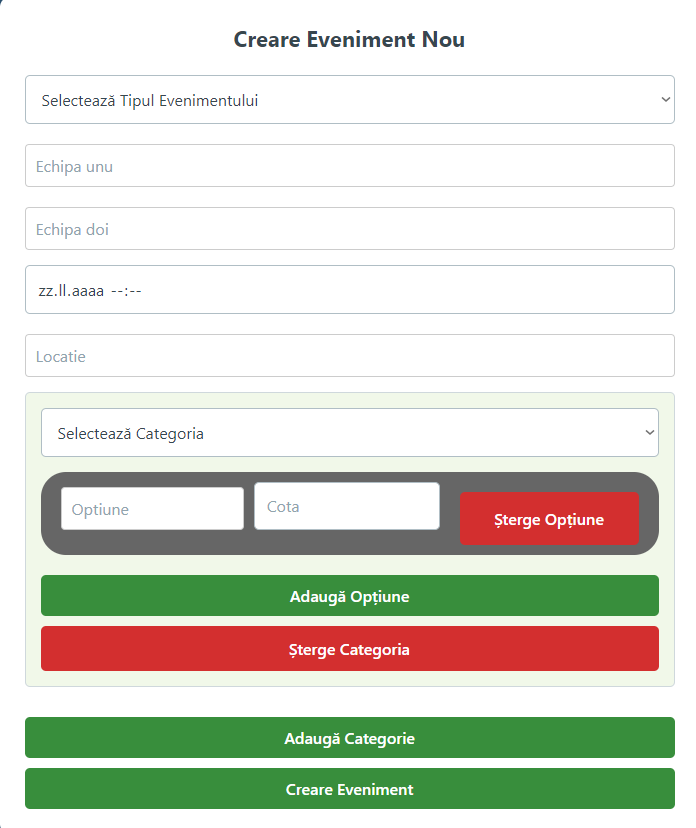 Creare Eveniment Nou
Selectează Tipul Evenimentului
Echipa unu
Echipa doi
zz.ll.aaaa --:--
Locatie
Selectează Categoria
Optiune
Cota
Șterge Opțiune
Adaugă Opțiune
Șterge Categoria
Adaugă Categorie
Creare Eveniment